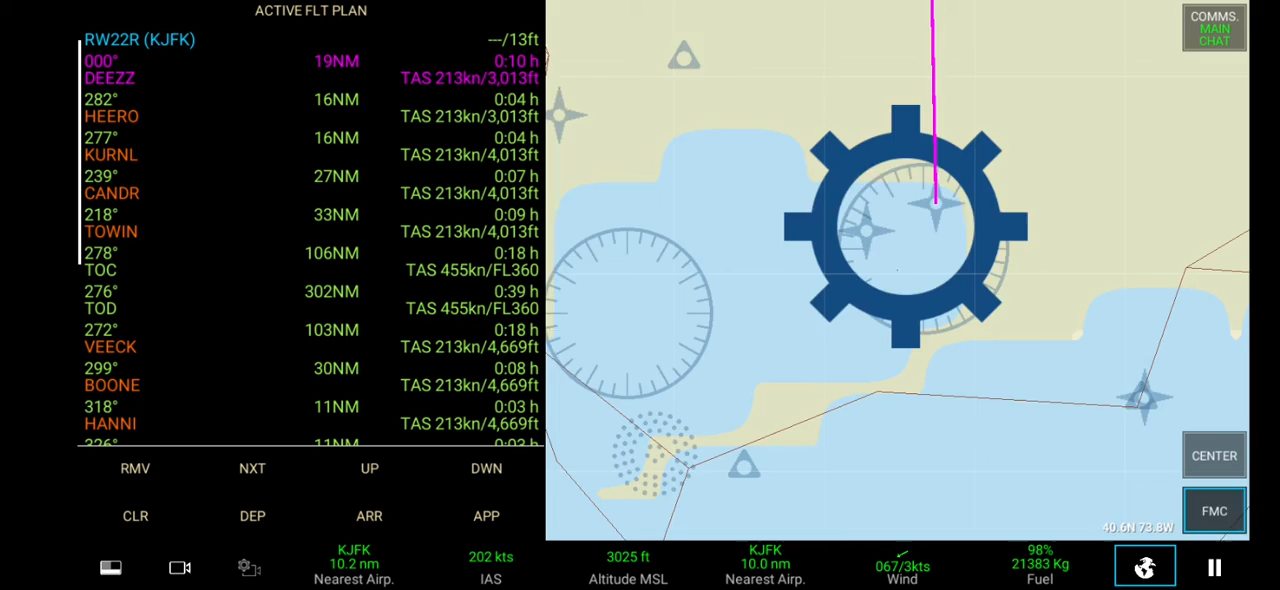 ACTIVE FLT PLAN
RW22R (KJFK) ---/13ft
000° 19NM 0:10 h
DEEZZ TAS 213kn/3,013ft
282° 16NM 0:04 h
HEERO TAS 213kn/3,013ft
277° 16NM 0:04 h
KURNL TAS 213kn/4,013ft
239° 27NM 0:07 h
CANDR TAS 213kn/4,013ft
218° 33NM 0:09 h
TOWIN TAS 213kn/4,013ft
278° 106NM 0:18 h
TOC TAS 455kn/FL360
276° 302NM 0:39 h
TOD TAS 455kn/FL360
272° 103NM 0:18 h
VEECK TAS 213kn/4,669ft
299° 30NM 0:08 h
BOONE TAS 213kn/4,669ft
318° 11NM 0:03 h
HANNI TAS 213kn/4,669ft
326° 11NM 0:03 h
RMV NXT UP DWN
CLR DEP ARR APP
COMMS.
MAIN
CHAT
CENTER
FMC
40.6N 73.8W
KJFK
10.2 nm
Nearest Airp.
202 kts
IAS
3025 ft
Altitude MSL
KJFK
10.0 nm
Nearest Airp.
067/3kts
Wind
98%
21383 Kg
Fuel